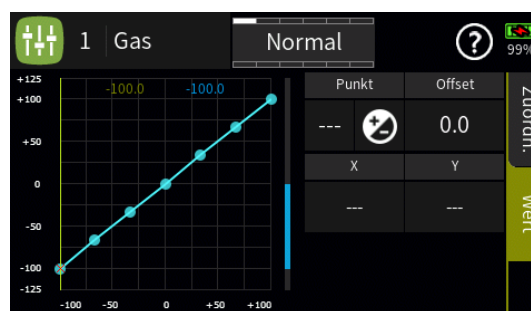 1 Gas Normal ?
99%
-100.0 -100.0
+125
+100
+50
0
-50
-100
-125
-100 -50 0 +50 +100
Punkt Offset
--- 0.0
X Y
--- ---
Wert